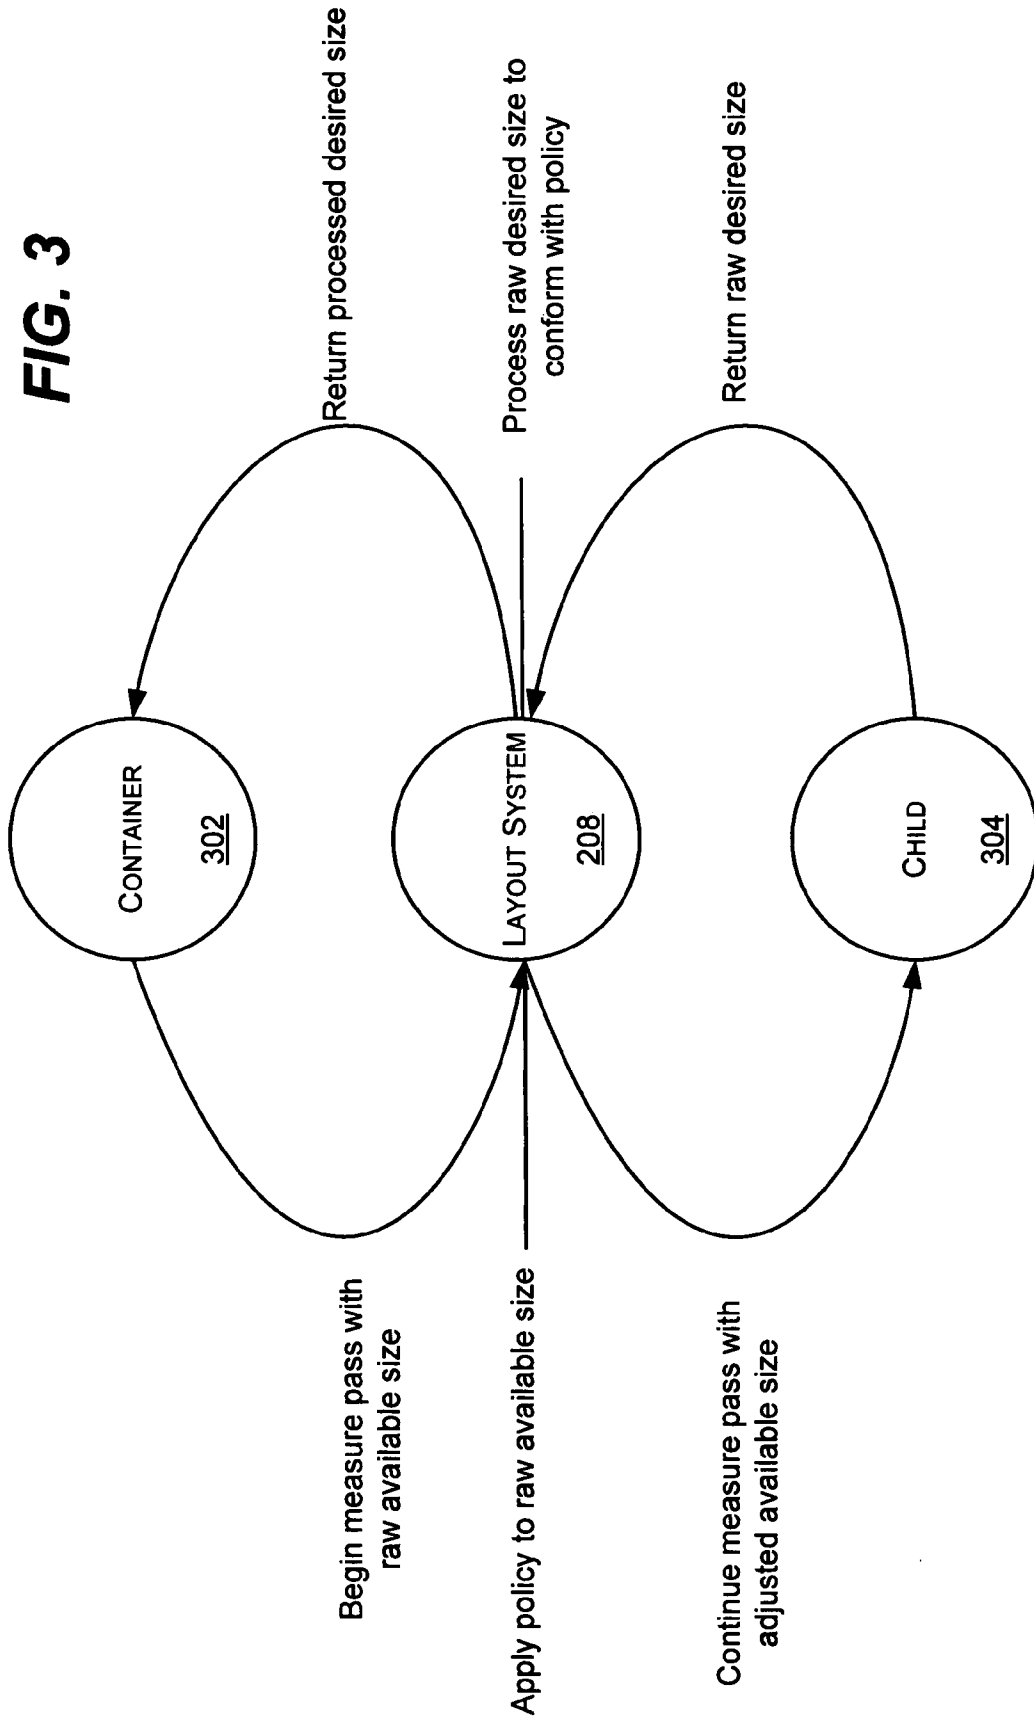 FIG. 3
CONTAINER
302
Begin measure pass with
raw available size
Return processed desired size
LAYOUT SYSTEM
208
Apply policy to raw available size
Process raw desired size to
conform with policy
Continue measure pass with
adjusted available size
Return raw desired size
CHILD
304